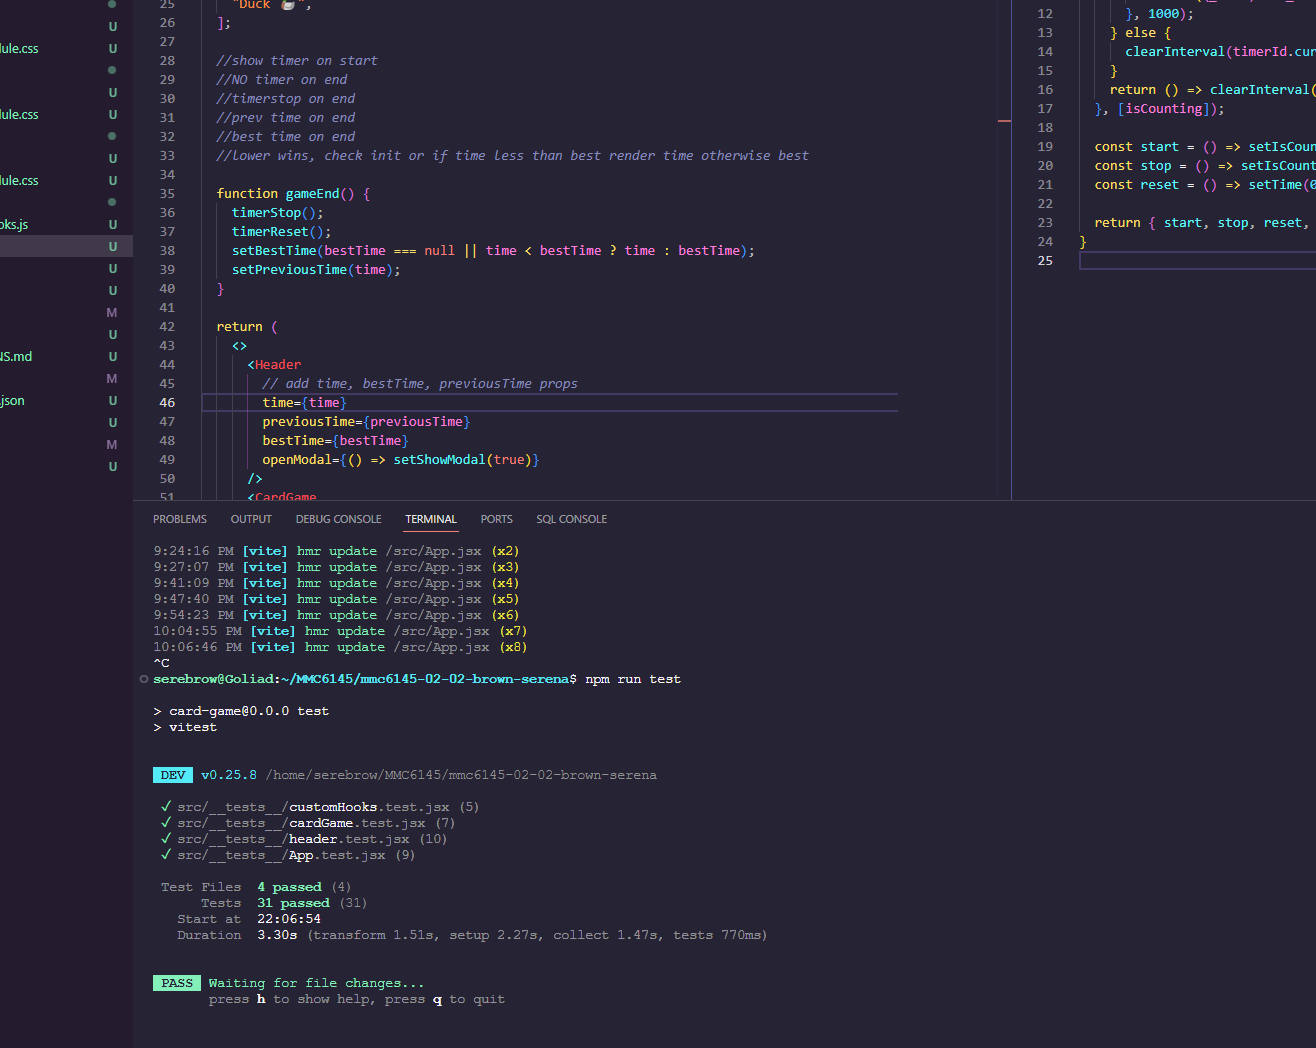 U
lule.css U
U
lule.css U
U
lule.css U
oks.js U
U
U
U
M
U
NS.md U
M
.json U
U
M
U
25 "Duck 🦆",
26 ];
27
28 //show timer on start
29 //NO timer on end
30 //timerstop on end
31 //prev time on end
32 //best time on end
33 //lower wins, check init or if time less than best render time otherwise best
34
35 function gameEnd() {
36 timerStop();
37 timerReset();
38 setBestTime(bestTime === null || time < bestTime ? time : bestTime);
39 setPreviousTime(time);
40 }
41
42 return (
43 <>
44 <Header
45 // add time, bestTime, previousTime props
46 time={time}
47 previousTime={previousTime}
48 bestTime={bestTime}
49 openModal={() => setShowModal(true)}
50 />
51 <CardGame
12 }, 1000);
13 } else {
14 clearInterval(timerId.cur
15 }
16 return () => clearInterval(
17 }, [isCounting]);
18
19 const start = () => setIsCoun
20 const stop = () => setIsCount
21 const reset = () => setTime(0
22
23 return { start, stop, reset,
24 }
25
PROBLEMS OUTPUT DEBUG CONSOLE TERMINAL PORTS SQL CONSOLE
9:24:16 PM [vite] hmr update /src/App.jsx (x2)
9:27:07 PM [vite] hmr update /src/App.jsx (x3)
9:41:09 PM [vite] hmr update /src/App.jsx (x4)
9:47:40 PM [vite] hmr update /src/App.jsx (x5)
9:54:23 PM [vite] hmr update /src/App.jsx (x6)
10:04:55 PM [vite] hmr update /src/App.jsx (x7)
10:06:46 PM [vite] hmr update /src/App.jsx (x8)
^C
serebrow@Goliad:~/MMC6145/mmc6145-02-02-brown-serena$ npm run test
> card-game@0.0.0 test
> vitest
DEV v0.25.8 /home/serebrow/MMC6145/mmc6145-02-02-brown-serena
✓ src/__tests__/customHooks.test.jsx (5)
✓ src/__tests__/cardGame.test.jsx (7)
✓ src/__tests__/header.test.jsx (10)
✓ src/__tests__/App.test.jsx (9)
Test Files 4 passed (4)
Tests 31 passed (31)
Start at 22:06:54
Duration 3.30s (transform 1.51s, setup 2.27s, collect 1.47s, tests 770ms)
PASS Waiting for file changes...
press h to show help, press q to quit